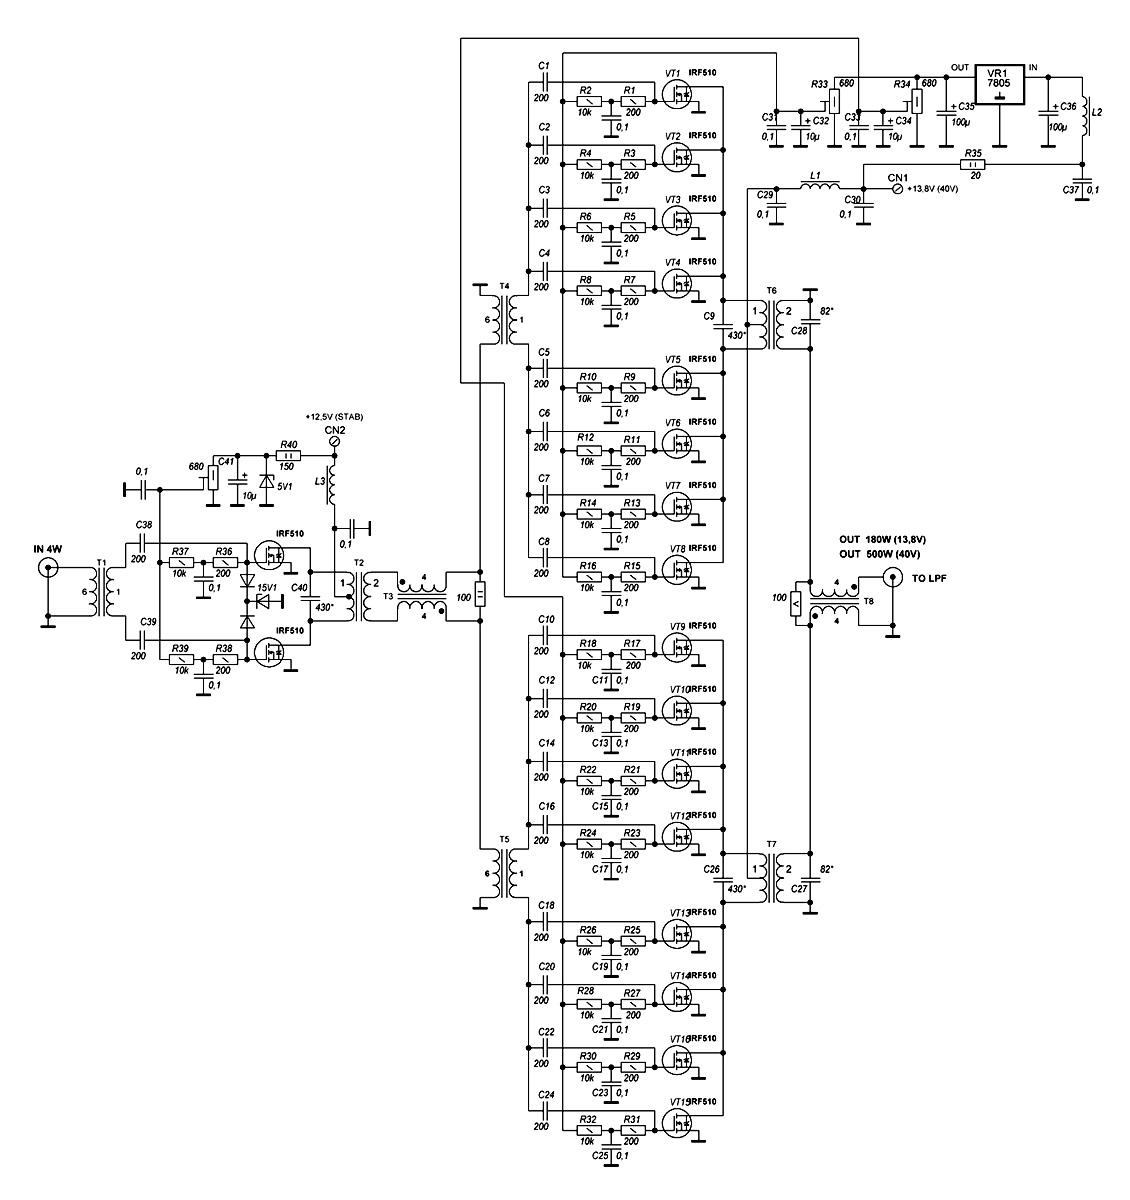 C1
200
VT1
IRF510
R2
10k
R1
200
0,1
C2
200
VT2
IRF510
R4
10k
R3
200
0,1
C3
200
VT3
IRF510
R6
10k
R5
200
0,1
C4
200
VT4
IRF510
R8
10k
R7
200
0,1
OUT
VR1
7805
IN
R33
680
R34
680
C31
0,1
+ C32
10µ
C33
0,1
+ C34
10µ
+ C35
100µ
+ C36
100µ
L2
R35
20
C37
0,1
L1
CN1
+13,8V (40V)
C29
0,1
C30
0,1
T4
6
1
C9
430*
T6
1
2
82*
C28
C5
200
VT5
IRF510
R10
10k
R9
200
0,1
C6
200
VT6
IRF510
R12
10k
R11
200
0,1
C7
200
VT7
IRF510
R14
10k
R13
200
0,1
C8
200
VT8
IRF510
R16
10k
R15
200
0,1
+12,5V (STAB)
CN2
R40
150
L3
0,1
680
C41
+
10µ
5V1
IN 4W
T1
6
1
C38
200
R37
10k
R36
200
0,1
IRF510
15V1
C39
200
R39
10k
R38
200
0,1
IRF510
C40
430*
0,1
T2
1
2
T3
4
4
100
OUT 180W (13,8V)
OUT 500W (40V)
TO LPF
100
4
T8
4
C10
200
VT9
IRF510
R18
10k
R17
200
C11
0,1
C12
200
VT10
IRF510
R20
10k
R19
200
C13
0,1
C14
200
VT11
IRF510
R22
10k
R21
200
C15
0,1
C16
200
VT12
IRF510
R24
10k
R23
200
C17
0,1
T5
6
1
C26
430*
T7
1
2
82*
C27
C18
200
VT13
IRF510
R26
10k
R25
200
C19
0,1
C20
200
VT14
IRF510
R28
10k
R27
200
C21
0,1
C22
200
VT16
IRF510
R30
10k
R29
200
C23
0,1
C24
200
VT15
IRF510
R32
10k
R31
200
C25
0,1